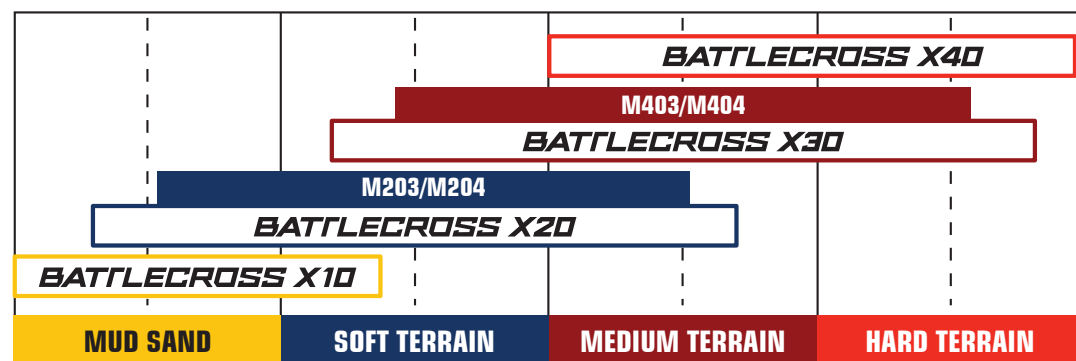 BATTLECROSS X40
M403/M404
BATTLECROSS X30
M203/M204
BATTLECROSS X20
BATTLECROSS X10
MUD SAND
SOFT TERRAIN
MEDIUM TERRAIN
HARD TERRAIN